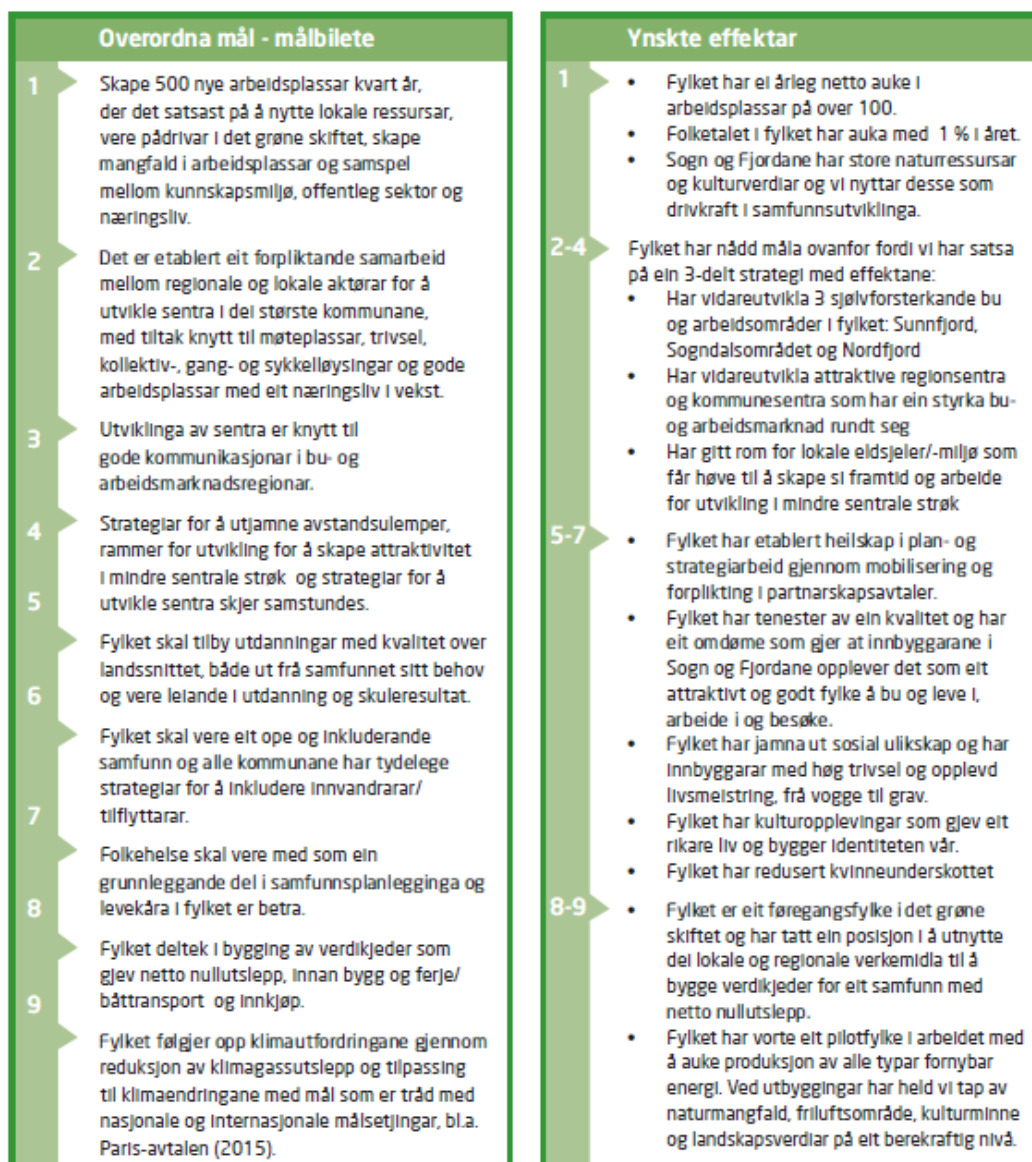 Overordna mål - målbilete
1
Skape 500 nye arbeidsplassar kvart år,
der det satsast på å nytte lokale ressursar,
vere pådrivar i det grøne skiftet, skape
mangfald i arbeidsplassar og samspel
mellom kunnskapsmiljø, offentleg sektor og
næringsliv.
2
Det er etablert eit forpliktande samarbeid
mellom regionale og lokale aktørar for å
utvikle sentra i dei største kommunane,
med tiltak knytt til møteplassar, trivsel,
kollektiv-, gang- og sykkelløysingar og gode
arbeidsplassar med eit næringsliv i vekst.
3
Utviklinga av sentra er knytt til
gode kommunikasjonar i bu- og
arbeidsmarknadsregionar.
4
Strategiar for å utjamne avstandsulemper,
rammer for utvikling for å skape attraktivitet
i mindre sentrale strøk og strategiar for å
5
utvikle sentra skjer samstundes.
Fylket skal tilby utdanningar med kvalitet over
landssnittet, både ut frå samfunnet sitt behov
6
og vere leiande i utdanning og skuleresultat.
Fylket skal vere eit ope og inkluderande
samfunn og alle kommunane har tydelege
strategiar for å inkludere innvandrarar/
7
tilflyttarar.
Folkehelse skal vere med som ein
grunnleggande del i samfunnsplanlegginga og
8
levekåra i fylket er betra.
Fylket deltek i bygging av verdikjeder som
gjev netto nullutslepp, innan bygg og ferje/
9
båttransport og innkjøp.
Fylket følgjer opp klimautfordringane gjennom
reduksjon av klimagassutslepp og tilpassing
til klimaendringane med mål som er tråd med
nasjonale og internasjonale målsetjingar, bl.a.
Paris-avtalen (2015).
Ynskte effektar
1
• Fylket har ei årleg netto auke i
arbeidsplassar på over 100.
• Folketalet i fylket har auka med 1 % i året.
• Sogn og Fjordane har store naturressursar
og kulturverdiar og vi nyttar desse som
drivkraft i samfunnsutviklinga.
2-4
Fylket har nådd måla ovanfor fordi vi har satsa
på ein 3-delt strategi med effektane:
• Har vidareutvikla 3 sjølvforsterkande bu
og arbeidsområder i fylket: Sunnfjord,
Sogndalsområdet og Nordfjord
• Har vidareutvikla attraktive regionsentra
og kommunesentra som har ein styrka bu-
og arbeidsmarknad rundt seg
• Har gitt rom for lokale eldsjeler/-miljø som
får høve til å skape si framtid og arbeide
for utvikling i mindre sentrale strøk
5-7
• Fylket har etablert heilskap i plan- og
strategiarbeid gjennom mobilisering og
forplikting i partnarskapsavtaler.
• Fylket har tenester av ein kvalitet og har
eit omdøme som gjer at innbyggarane i
Sogn og Fjordane opplever det som eit
attraktivt og godt fylke å bu og leve i,
arbeide i og besøke.
• Fylket har jamna ut sosial ulikskap og har
innbyggarar med høg trivsel og opplevd
livsmeistring, frå vogge til grav.
• Fylket har kulturopplevingar som gjev eit
rikare liv og bygger identiteten vår.
• Fylket har redusert kvinneunderskottet
8-9
• Fylket er eit føregangsfylke i det grøne
skiftet og har tatt ein posisjon i å utnytte
dei lokale og regionale verkemidla til å
bygge verdikjeder for eit samfunn med
netto nullutslepp.
• Fylket har vorte eit pilotfylke i arbeidet med
å auke produksjon av alle typar fornybar
energi. Ved utbyggingar har held vi tap av
naturmangfald, friluftsområde, kulturminne
og landskapsverdiar på eit berekraftig nivå.